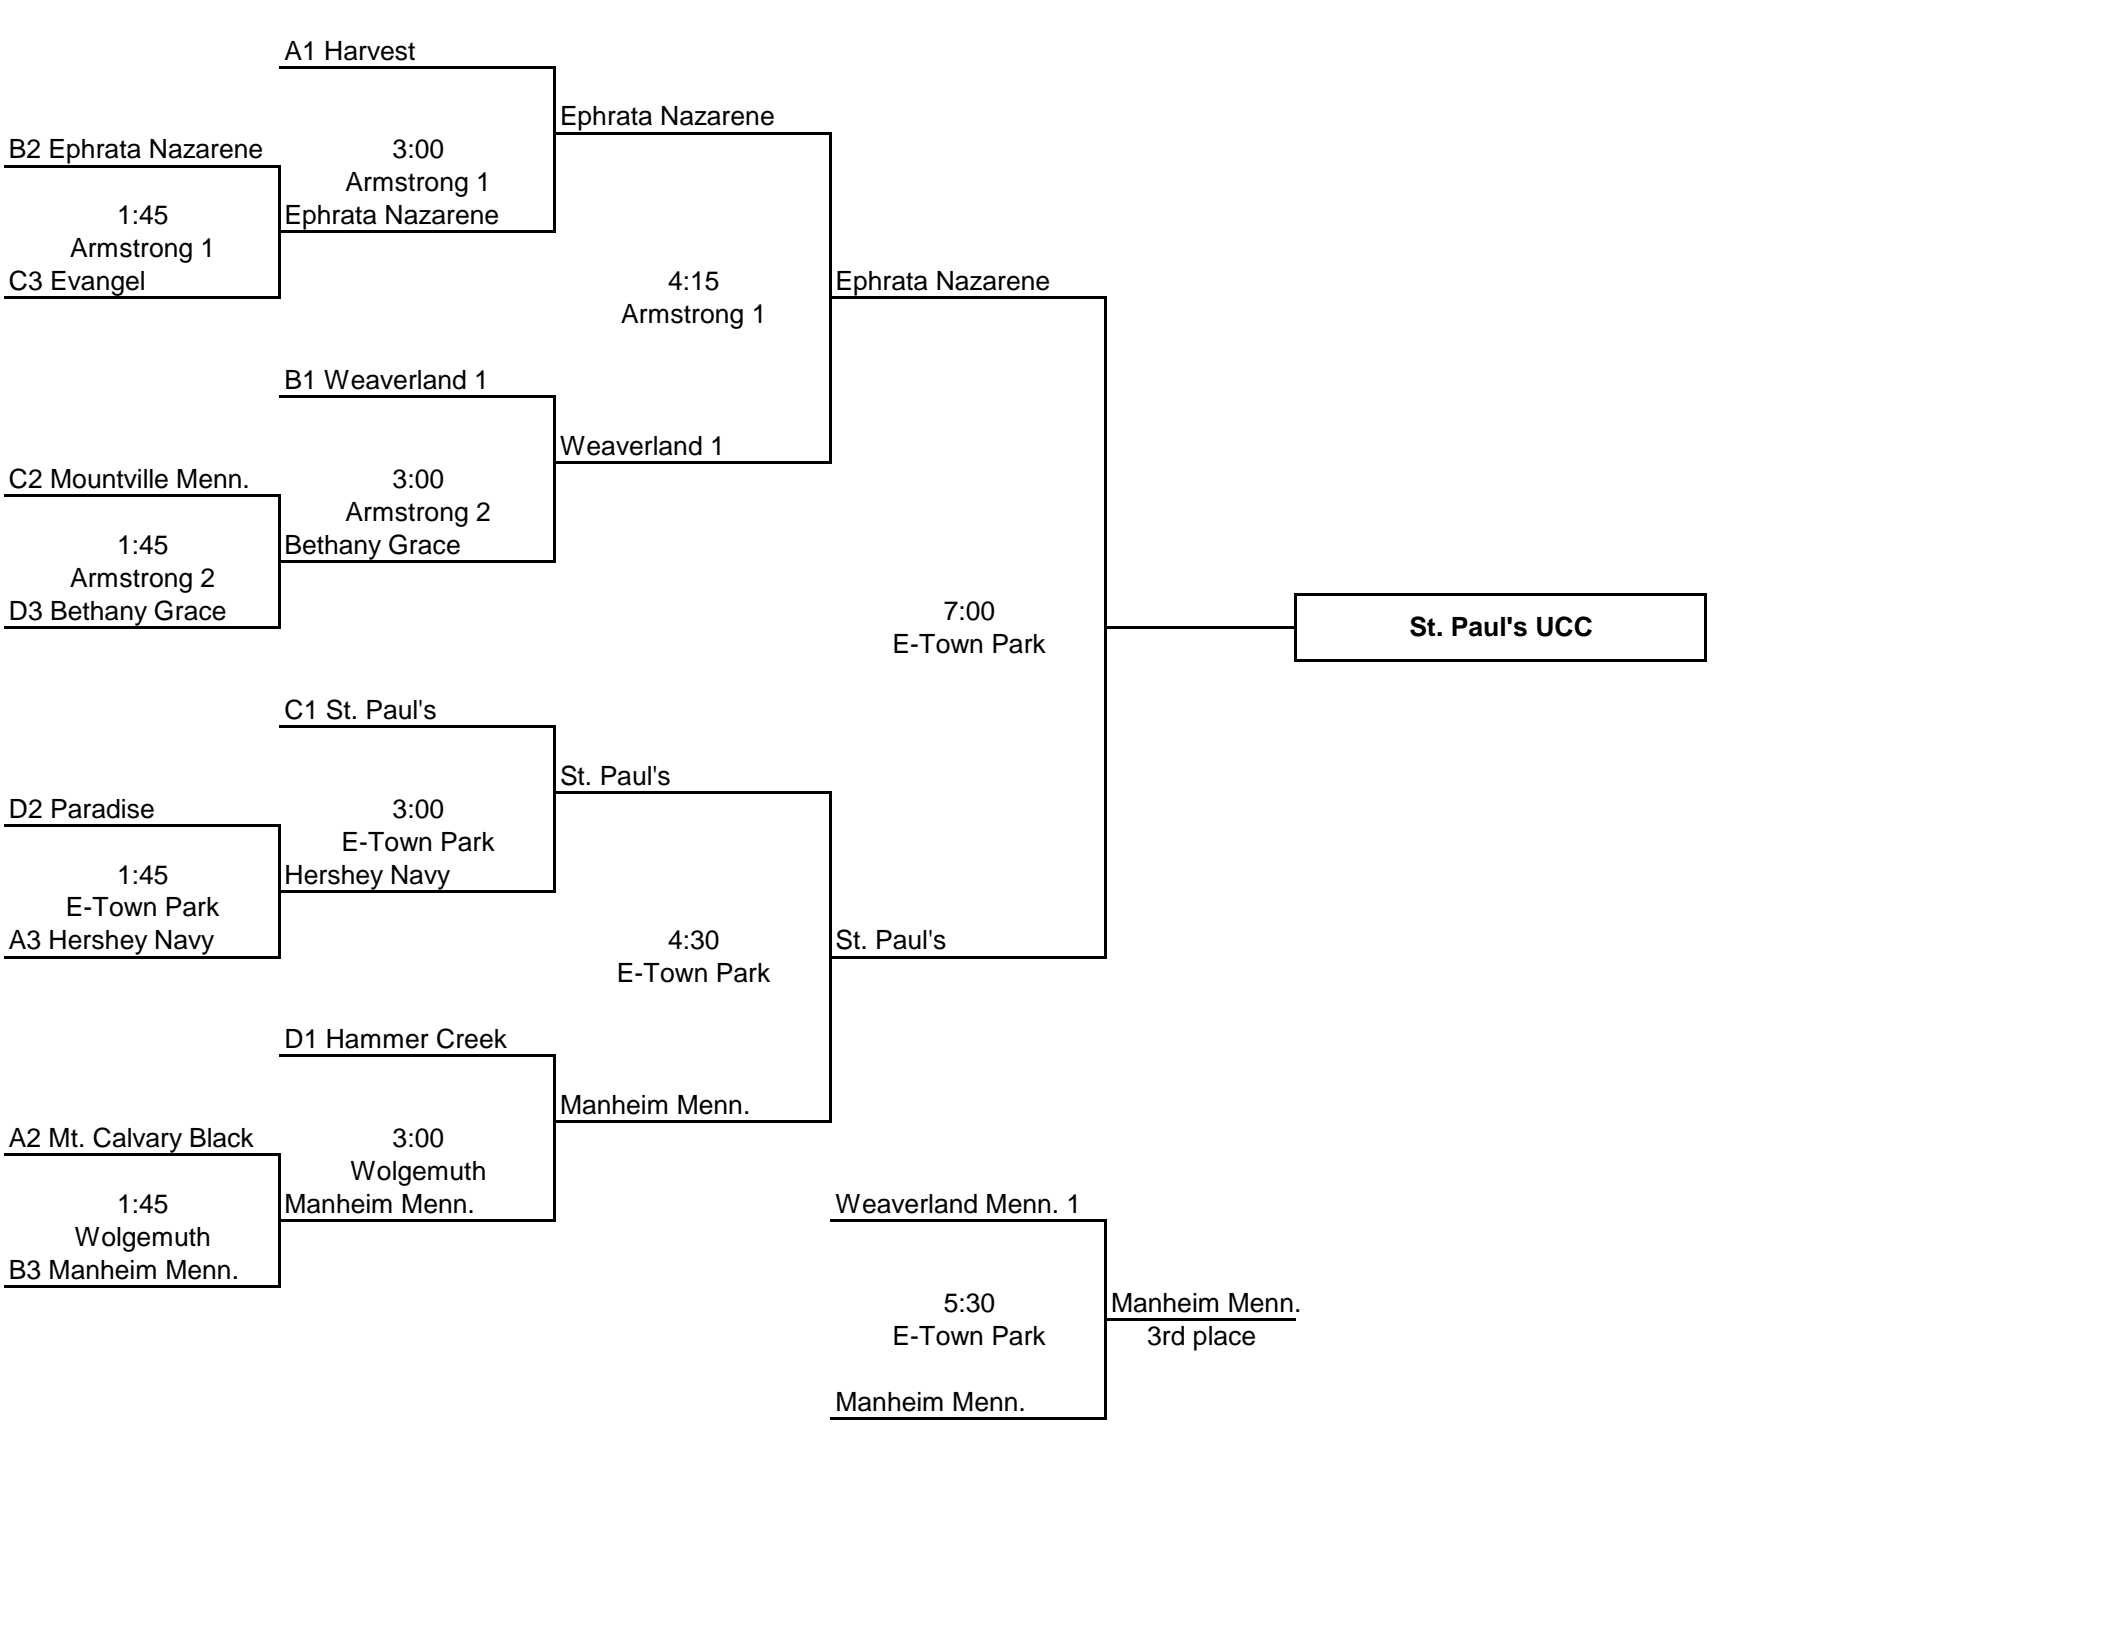 A1 Harvest
Ephrata Nazarene
B2 Ephrata Nazarene
3:00
Armstrong 1
1:45
Ephrata Nazarene
Armstrong 1
C3 Evangel
4:15
Ephrata Nazarene
Armstrong 1
B1 Weaverland 1
Weaverland 1
C2 Mountville Menn.
3:00
Armstrong 2
1:45
Bethany Grace
Armstrong 2
D3 Bethany Grace
7:00
St. Paul's UCC
E-Town Park
C1 St. Paul's
St. Paul's
D2 Paradise
3:00
E-Town Park
1:45
Hershey Navy
E-Town Park
A3 Hershey Navy
4:30
St. Paul's
E-Town Park
D1 Hammer Creek
Manheim Menn.
A2 Mt. Calvary Black
3:00
Wolgemuth
1:45
Manheim Menn.
Weaverland Menn. 1
Wolgemuth
B3 Manheim Menn.
5:30
Manheim Menn.
E-Town Park
3rd place
Manheim Menn.